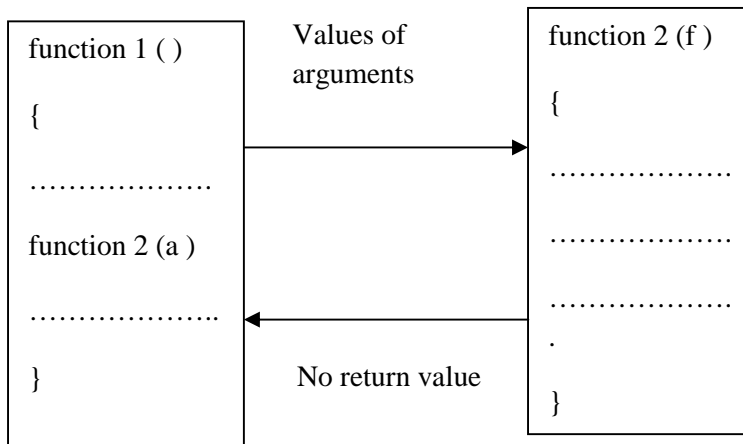 function 1 ( )
{
………………….
function 2 (a )
…………………..
}
Values of
arguments
No return value
function 2 (f )
{
………………….
………………….
………………….
.
}